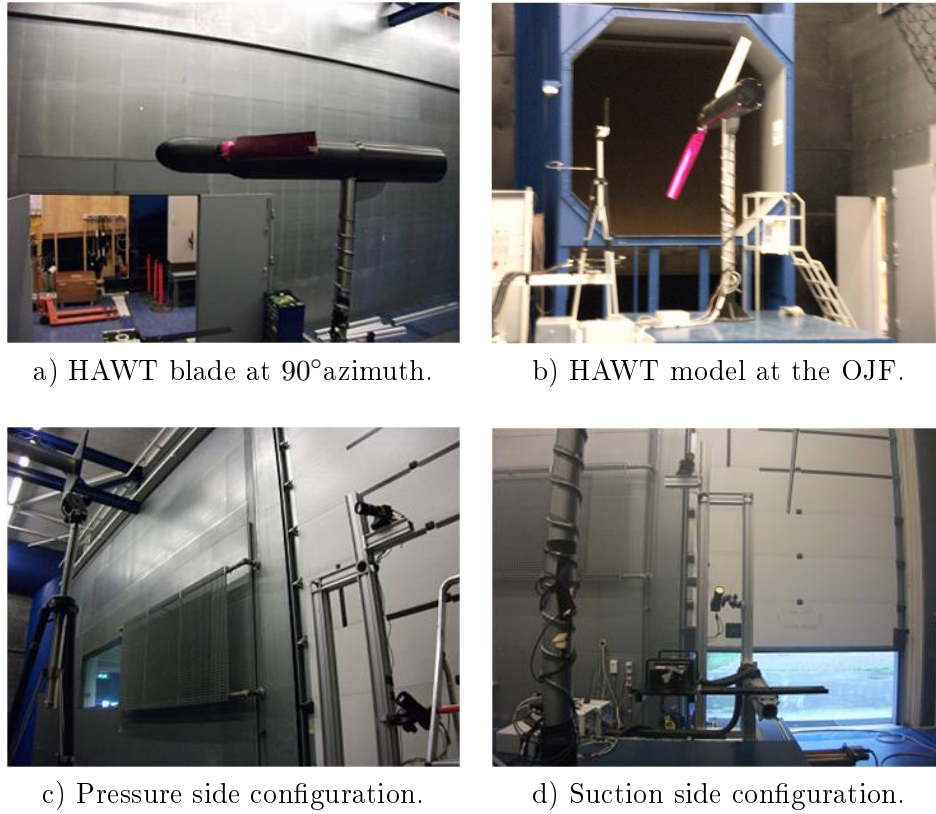 a) HAWT blade at 90°azimuth.
b) HAWT model at the OJF.
c) Pressure side configuration.
d) Suction side configuration.